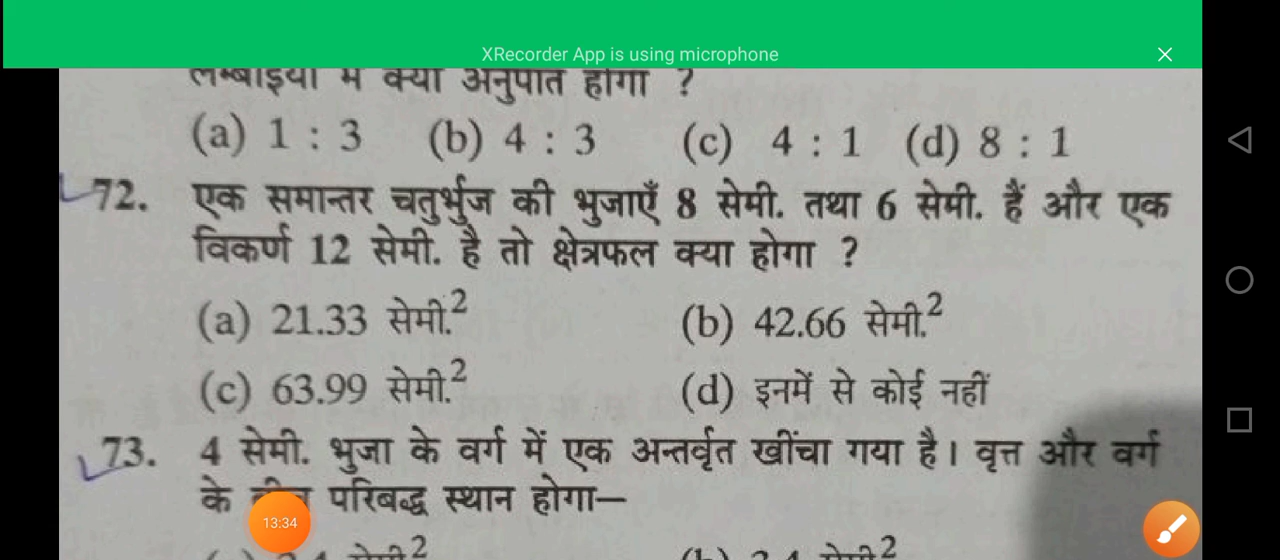 XRecorder App is using microphone
लम्बाइयों में क्या अनुपात होगा ?
(a) 1 : 3 (b) 4 : 3 (c) 4 : 1 (d) 8 : 1
72. एक समान्तर चतुर्भुज की भुजाएँ 8 सेमी. तथा 6 सेमी. हैं और एक
विकर्ण 12 सेमी. है तो क्षेत्रफल क्या होगा ?
(a) 21.33 सेमी.² (b) 42.66 सेमी.²
(c) 63.99 सेमी.² (d) इनमें से कोई नहीं
73. 4 सेमी. भुजा के वर्ग में एक अन्तर्वृत खींचा गया है। वृत्त और वर्ग
के परिबद्ध स्थान होगा—
13:34
सेमी² सेमी²